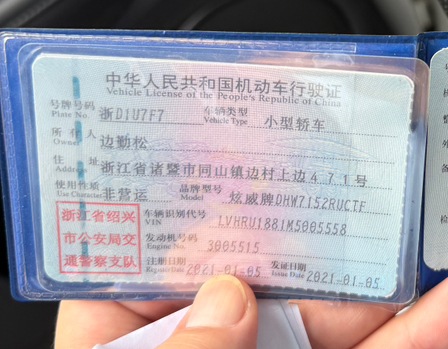 中华人民共和国机动车行驶证
Vehicle License of the People's Republic of China
号牌号码 浙D1U7F7 车辆类型 小型轿车
Plate No. Vehicle Type
所有人 边勤松
Owner
住址 浙江省诸暨市同山镇边村上边471号
Address
使用性质 非营运 品牌型号 炫威牌DHW7152RUCTF
Use Character Model
浙江省绍兴
市公安局交
通警察支队
车辆识别代号 LVHRU1881M5005558
VIN
发动机号码 3005515
Engine No.
注册日期 2021-01-05 发证日期 2021-01-05
Register Date Issue Date